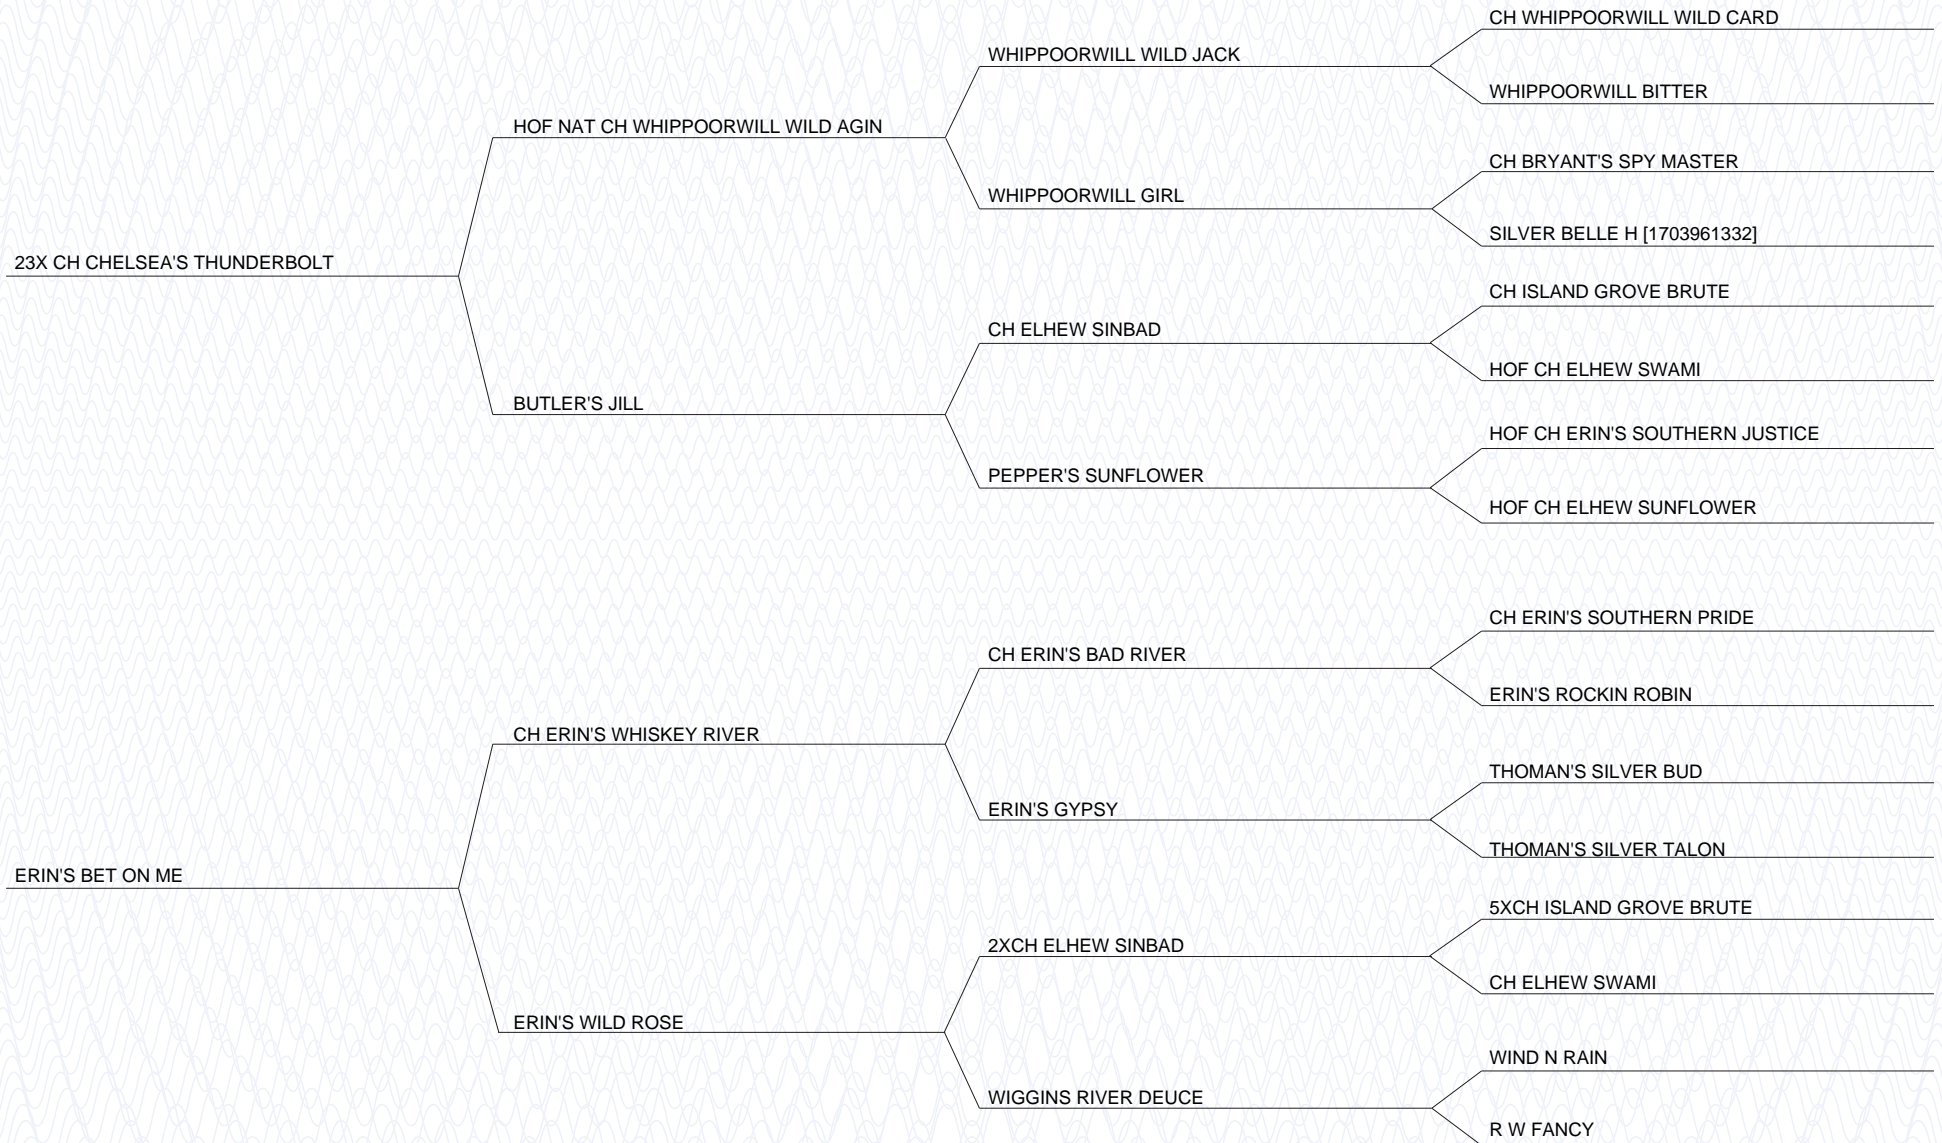 CH WHIPPOORWILL WILD CARD
WHIPPOORWILL WILD JACK
WHIPPOORWILL BITTER
HOF NAT CH WHIPPOORWILL WILD AGIN
CH BRYANT'S SPY MASTER
WHIPPOORWILL GIRL
SILVER BELLE H [1703961332]
23X CH CHELSEA'S THUNDERBOLT
CH ISLAND GROVE BRUTE
CH ELHEW SINBAD
HOF CH ELHEW SWAMI
BUTLER'S JILL
HOF CH ERIN'S SOUTHERN JUSTICE
PEPPER'S SUNFLOWER
HOF CH ELHEW SUNFLOWER
CH ERIN'S SOUTHERN PRIDE
CH ERIN'S BAD RIVER
ERIN'S ROCKIN ROBIN
CH ERIN'S WHISKEY RIVER
THOMAN'S SILVER BUD
ERIN'S GYPSY
THOMAN'S SILVER TALON
ERIN'S BET ON ME
5XCH ISLAND GROVE BRUTE
2XCH ELHEW SINBAD
CH ELHEW SWAMI
ERIN'S WILD ROSE
WIND N RAIN
WIGGINS RIVER DEUCE
R W FANCY